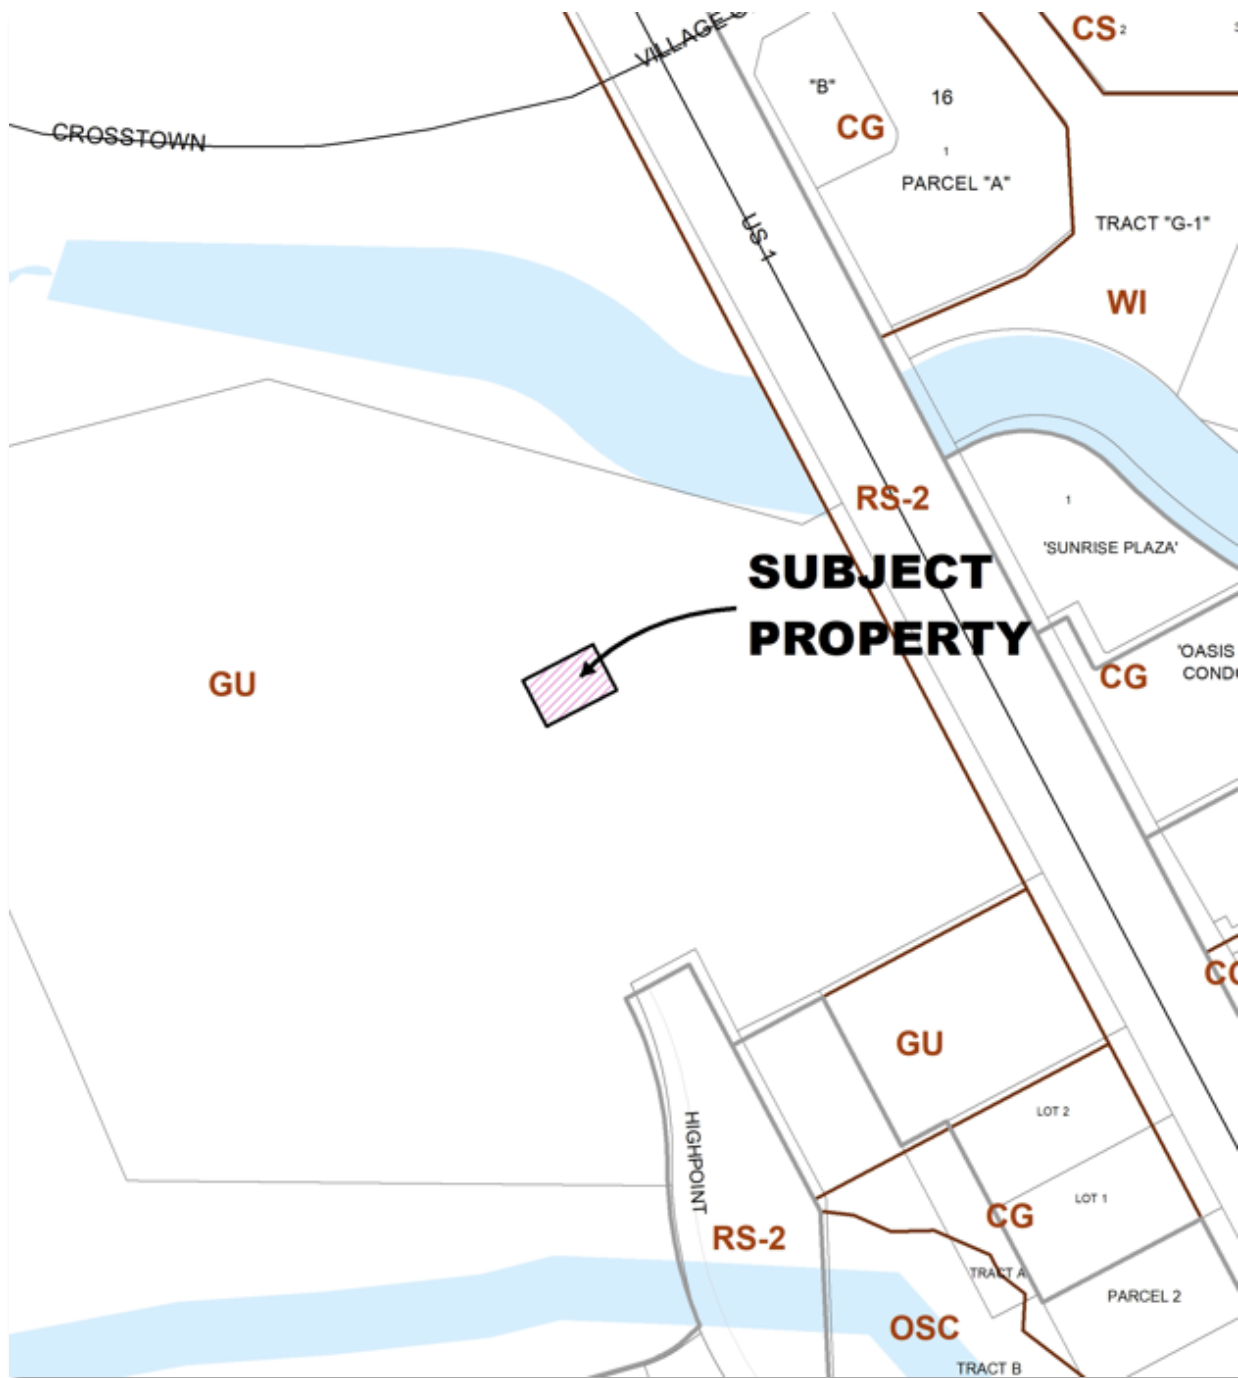 CS 2
VILLAGE
"B"
16
CG
1
CROSSTOWN
PARCEL "A"
US 1
TRACT "G-1"
WI
RS-2
1
'SUNRISE PLAZA'
SUBJECT
PROPERTY
'OASIS
GU
CG
GU
HIGHPOINT
LOT 2
LOT 1
CG
RS-2
TRACT A
PARCEL 2
OSC
TRACT B